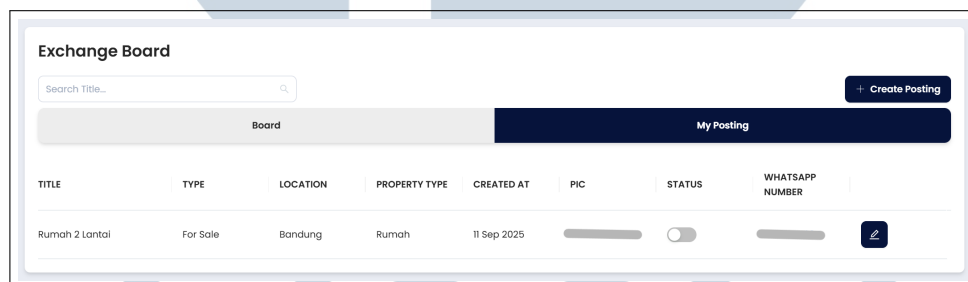 Exchange Board
Search Title...
+ Create Posting
Board
My Posting
TITLE TYPE LOCATION PROPERTY TYPE CREATED AT PIC STATUS WHATSAPP NUMBER
Rumah 2 Lantai For Sale Bandung Rumah 11 Sep 2025